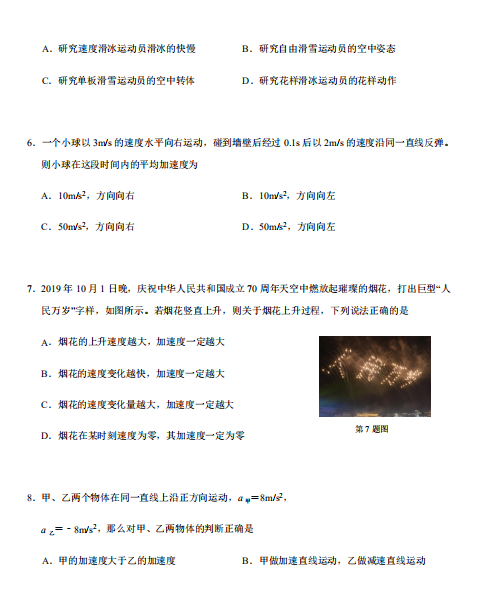 A．研究速度滑冰运动员滑冰的快慢 B．研究自由滑雪运动员的空中姿态
C．研究单板滑雪运动员的空中转体 D．研究花样滑冰运动员的花样动作
6．一个小球以 3m/s 的速度水平向右运动，碰到墙壁后经过 0.1s 后以 2m/s 的速度沿同一直线反弹。
则小球在这段时间内的平均加速度为
A．10m/s²，方向向右 B．10m/s²，方向向左
C．50m/s²，方向向右 D．50m/s²，方向向左
7．2019 年 10 月 1 日晚，庆祝中华人民共和国成立 70 周年天空中燃放起璀璨的烟花，打出巨型“人
民万岁”字样，如图所示。若烟花竖直上升，则关于烟花上升过程，下列说法正确的是
A．烟花的上升速度越大，加速度一定越大
B．烟花的速度变化越快，加速度一定越大
C．烟花的速度变化量越大，加速度一定越大
D．烟花在某时刻速度为零，其加速度一定为零
第 7 题图
8．甲、乙两个物体在同一直线上沿正方向运动，a甲＝8m/s²，
a乙＝﹣8m/s²，那么对甲、乙两物体的判断正确是
A．甲的加速度大于乙的加速度 B．甲做加速直线运动，乙做减速直线运动